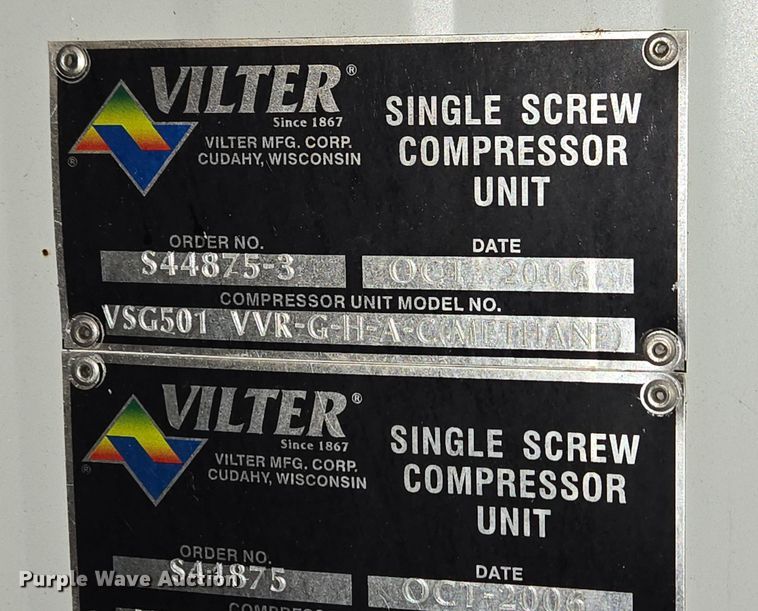 VILTER®
Since 1867
VILTER MFG. CORP.
CUDAHY, WISCONSIN
®
SINGLE SCREW
COMPRESSOR
UNIT
ORDER NO.
S44875-3
DATE
OCT-2006
COMPRESSOR UNIT MODEL NO.
VSG501 VVR-G-H-A-C(METHANE)
VILTER®
Since 1867
VILTER MFG. CORP.
CUDAHY, WISCONSIN
®
SINGLE SCREW
COMPRESSOR
UNIT
ORDER NO.
S44875
DATE
OCT-2006
Purple Wave Auction